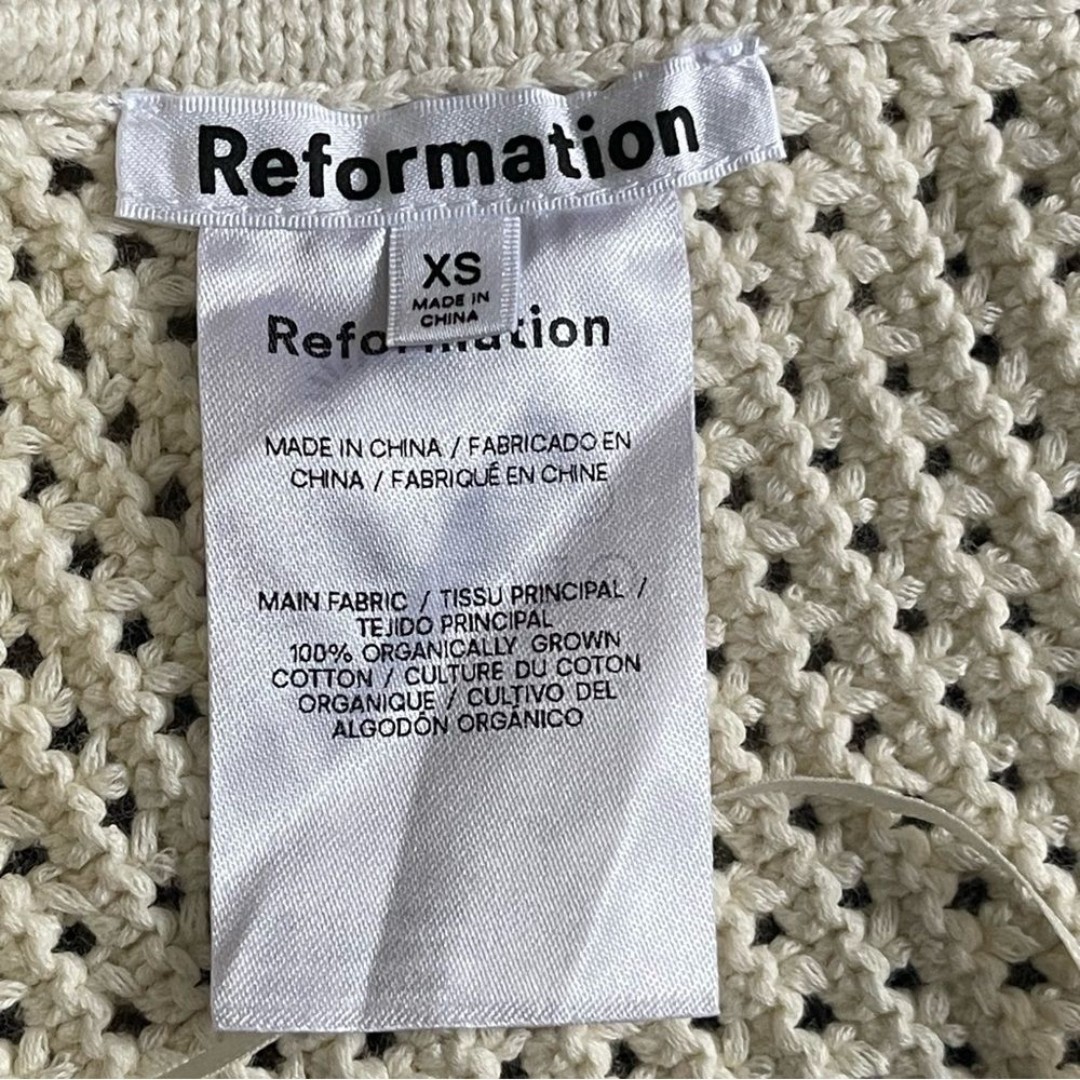 Reformation
XS
MADE IN
CHINA
Reformation
MADE IN CHINA / FABRICADO EN
CHINA / FABRIQUÉ EN CHINE
MAIN FABRIC / TISSU PRINCIPAL /
TEJIDO PRINCIPAL
100% ORGANICALLY GROWN
COTTON / CULTURE DU COTON
ORGANIQUE / CULTIVO DEL
ALGODÓN ORGÁNICO